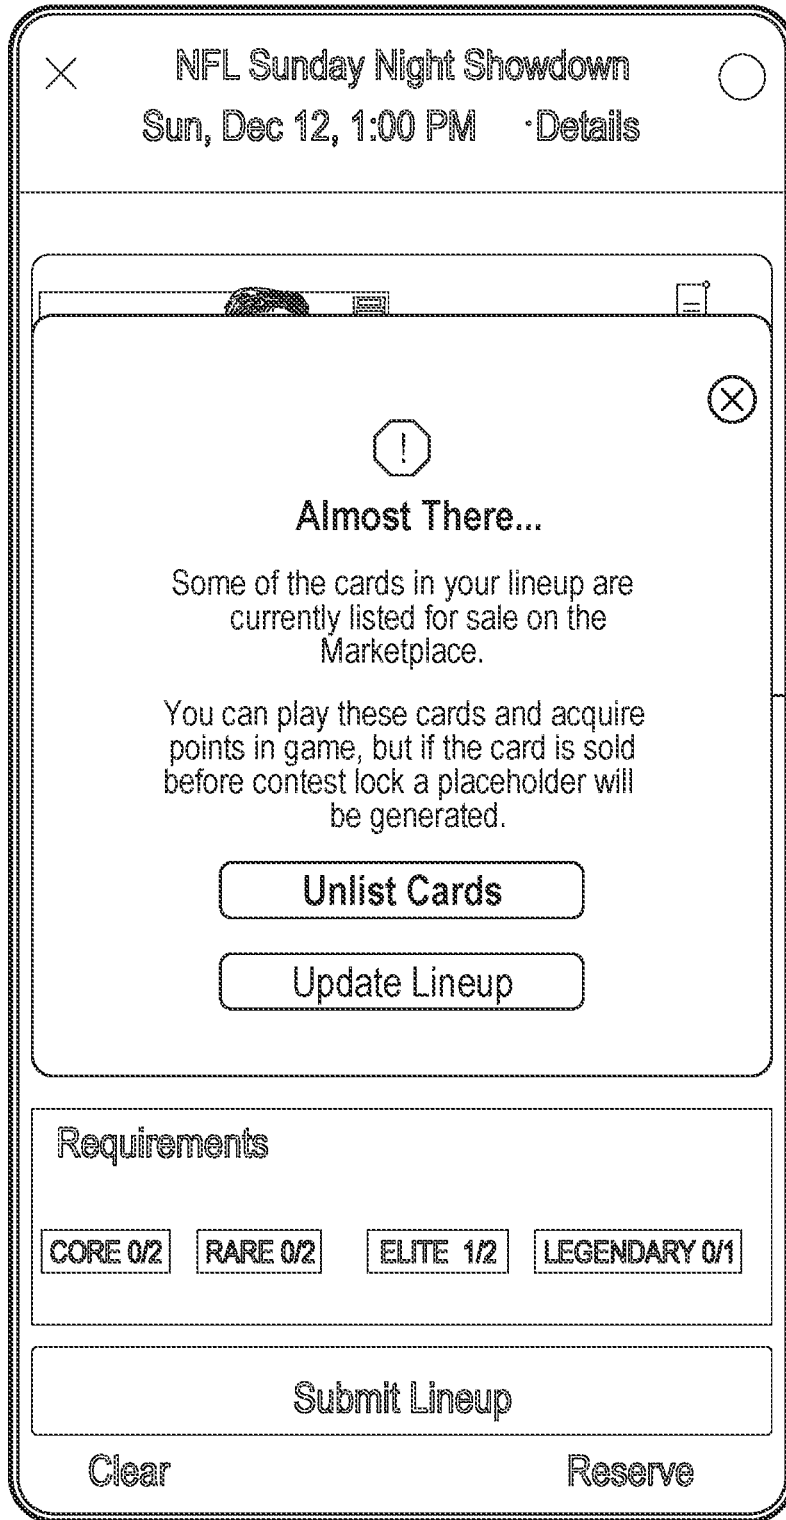 NFL Sunday Night Showdown
Sun, Dec 12, 1:00 PM ·Details
Almost There...
Some of the cards in your lineup are
currently listed for sale on the
Marketplace.
You can play these cards and acquire
points in game, but if the card is sold
before contest lock a placeholder will
be generated.
Unlist Cards
Update Lineup
Requirements
CORE 0/2 RARE 0/2 ELITE 1/2 LEGENDARY 0/1
Submit Lineup
Clear Reserve